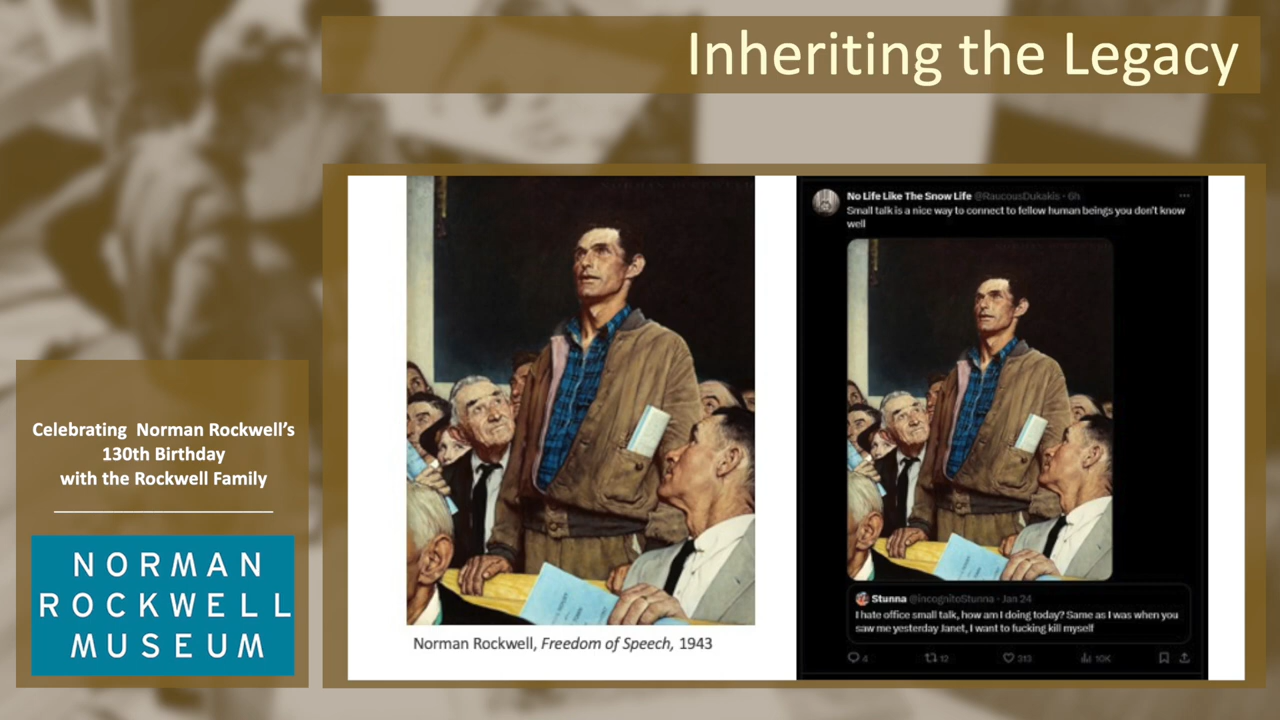 Inheriting the Legacy
Celebrating Norman Rockwell's
130th Birthday
with the Rockwell Family
NORMAN
ROCKWELL
MUSEUM
Norman Rockwell, Freedom of Speech, 1943
No Life Like The Snow Life @RaucousDukakis · 6h
Small talk is a nice way to connect to fellow human beings you don't know
well
Stunna @incognitoStunna · Jan 24
I hate office small talk, how am I doing today? Same as I was when you
saw me yesterday Janet, I want to fucking kill myself
4 12 313 10K